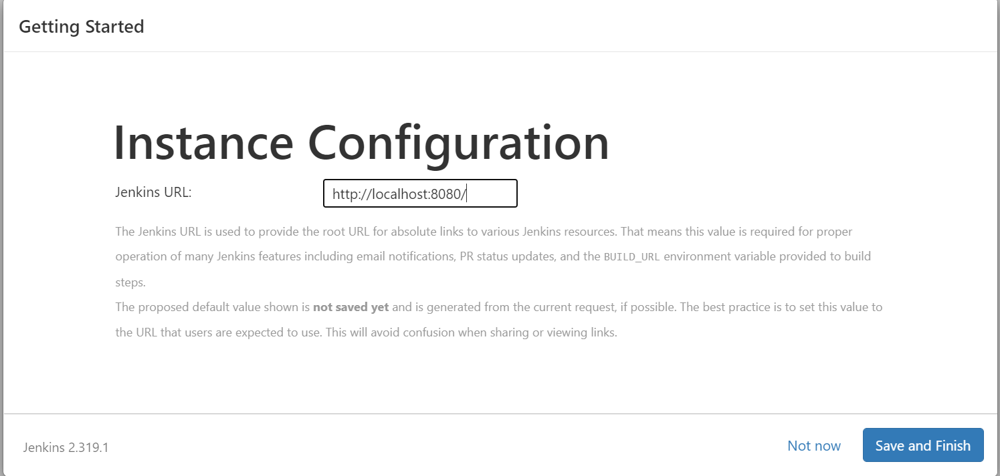 Getting Started
Instance Configuration
Jenkins URL:
http://localhost:8080/
The Jenkins URL is used to provide the root URL for absolute links to various Jenkins resources. That means this value is required for proper
operation of many Jenkins features including email notifications, PR status updates, and the BUILD_URL environment variable provided to build
steps.
The proposed default value shown is not saved yet and is generated from the current request, if possible. The best practice is to set this value to
the URL that users are expected to use. This will avoid confusion when sharing or viewing links.
Jenkins 2.319.1
Not now
Save and Finish